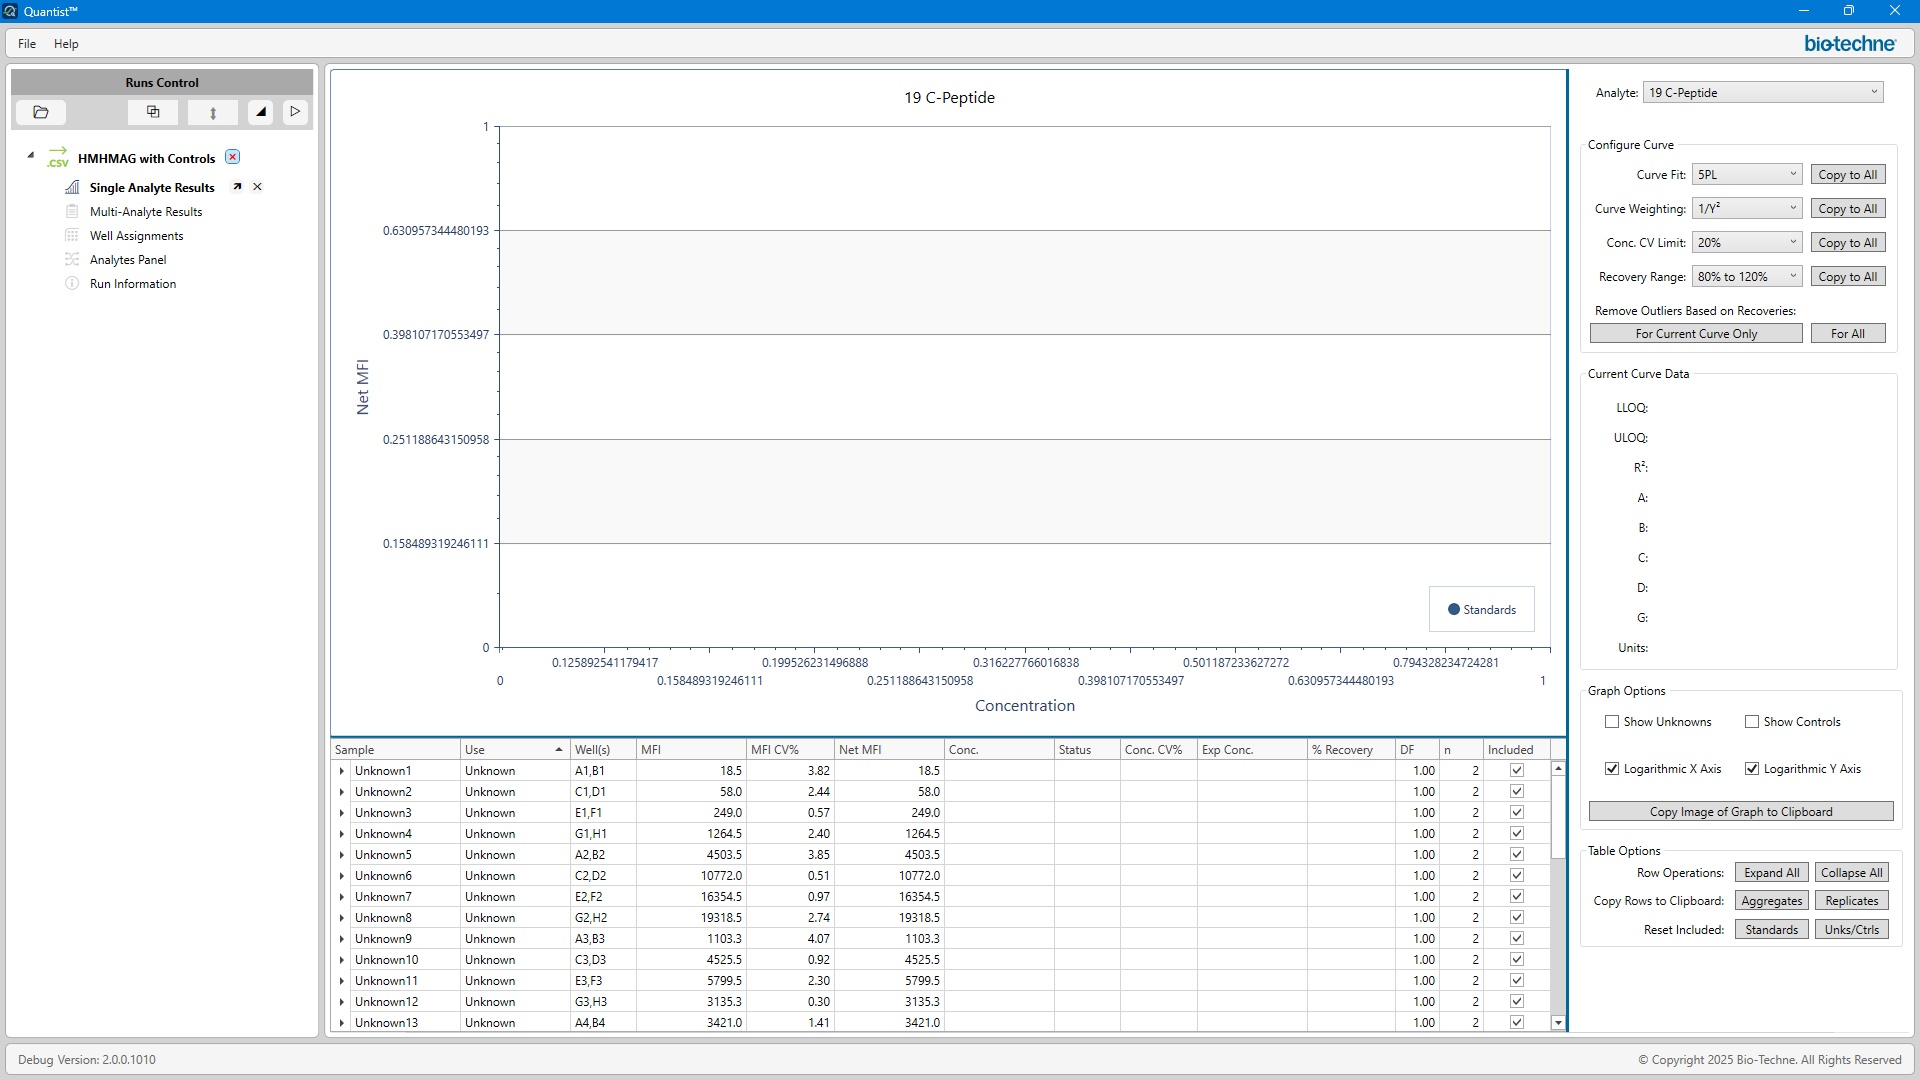 Quantist™
File Help
bio-techne
Runs Control
.csv HMHMAG with Controls
Single Analyte Results
Multi-Analyte Results
Well Assignments
Analytes Panel
Run Information
19 C-Peptide
Net MFI
1
0.630957344480193
0.398107170553497
0.251188643150958
0.158489319246111
0
Standards
0.125892541179417 0.199526231496888 0.316227766016838 0.501187233627272 0.794328234724281
0 0.158489319246111 0.251188643150958 0.398107170553497 0.630957344480193 1
Concentration
Sample Use Well(s) MFI MFI CV% Net MFI Conc. Status Conc. CV% Exp Conc. % Recovery DF n Included
Unknown1 Unknown A1,B1 18.5 3.82 18.5 1.00 2
Unknown2 Unknown C1,D1 58.0 2.44 58.0 1.00 2
Unknown3 Unknown E1,F1 249.0 0.57 249.0 1.00 2
Unknown4 Unknown G1,H1 1264.5 2.40 1264.5 1.00 2
Unknown5 Unknown A2,B2 4503.5 3.85 4503.5 1.00 2
Unknown6 Unknown C2,D2 10772.0 0.51 10772.0 1.00 2
Unknown7 Unknown E2,F2 16354.5 0.97 16354.5 1.00 2
Unknown8 Unknown G2,H2 19318.5 2.74 19318.5 1.00 2
Unknown9 Unknown A3,B3 1103.3 4.07 1103.3 1.00 2
Unknown10 Unknown C3,D3 4525.5 0.92 4525.5 1.00 2
Unknown11 Unknown E3,F3 5799.5 2.30 5799.5 1.00 2
Unknown12 Unknown G3,H3 3135.3 0.30 3135.3 1.00 2
Unknown13 Unknown A4,B4 3421.0 1.41 3421.0 1.00 2
Analyte: 19 C-Peptide
Configure Curve
Curve Fit: 5PL Copy to All
Curve Weighting: 1/Y² Copy to All
Conc. CV Limit: 20% Copy to All
Recovery Range: 80% to 120% Copy to All
Remove Outliers Based on Recoveries:
For Current Curve Only For All
Current Curve Data
LLOQ:
ULOQ:
R²:
A:
B:
C:
D:
G:
Units:
Graph Options
Show Unknowns Show Controls
Logarithmic X Axis Logarithmic Y Axis
Copy Image of Graph to Clipboard
Table Options
Row Operations: Expand All Collapse All
Copy Rows to Clipboard: Aggregates Replicates
Reset Included: Standards Unks/Ctrls
Debug Version: 2.0.0.1010
© Copyright 2025 Bio-Techne. All Rights Reserved